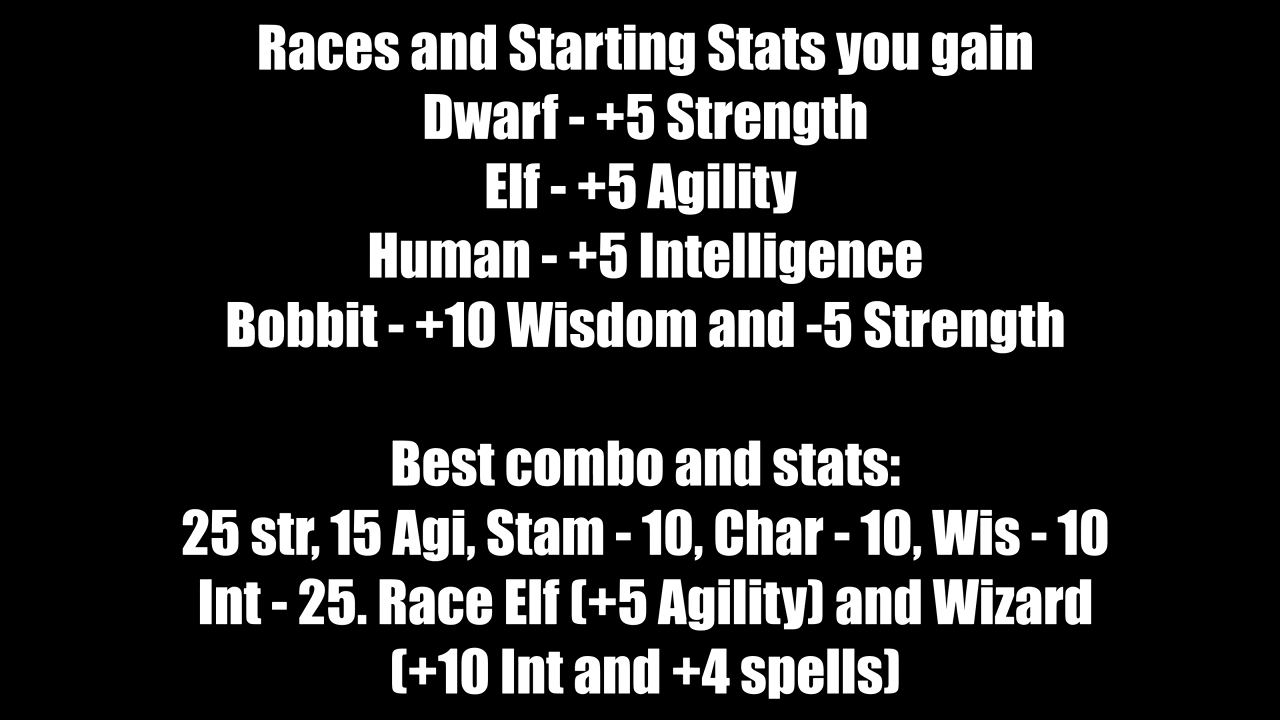 Races and Starting Stats you gain
Dwarf - +5 Strength
Elf - +5 Agility
Human - +5 Intelligence
Bobbit - +10 Wisdom and -5 Strength
Best combo and stats:
25 str, 15 Agi, Stam - 10, Char - 10, Wis - 10
Int - 25. Race Elf (+5 Agility) and Wizard
(+10 Int and +4 spells)